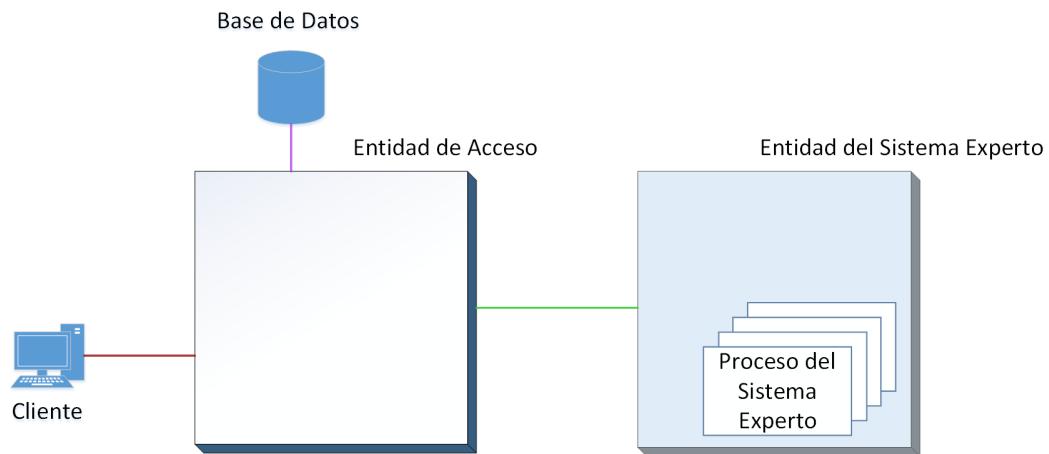 Base de Datos
Entidad de Acceso
Entidad del Sistema Experto
Proceso del
Sistema
Experto
Cliente